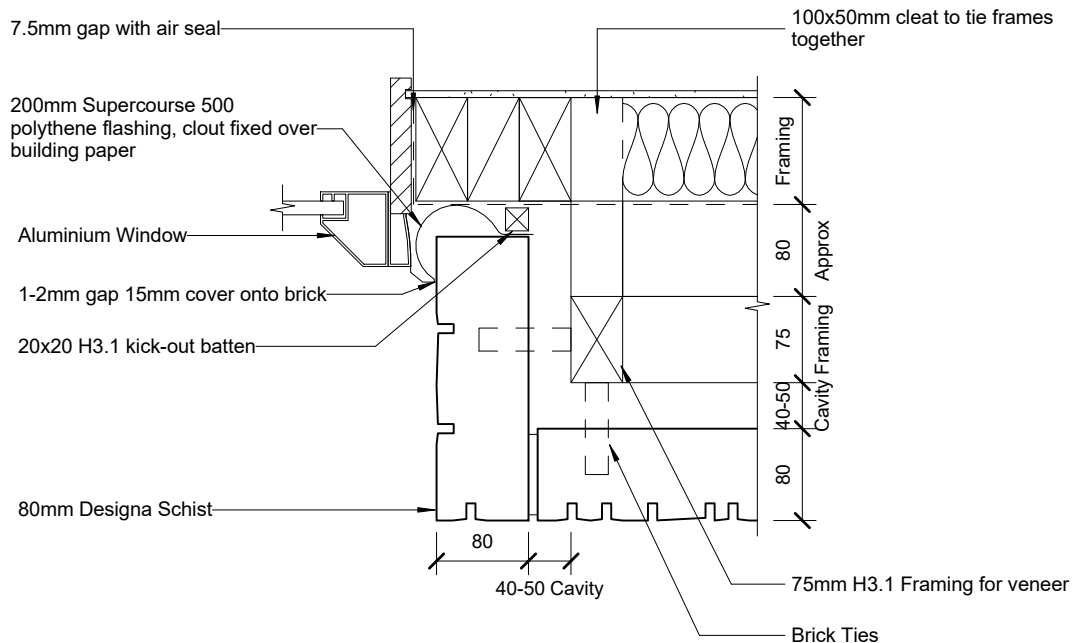 7.5mm gap with air seal
200mm Supercourse 500
polythene flashing, clout fixed over
building paper
Aluminium Window
1-2mm gap 15mm cover onto brick
20x20 H3.1 kick-out batten
80mm Designa Schist
100x50mm cleat to tie frames
together
Framing
80
Approx
75
Framing
40-50
Cavity
80
80
40-50 Cavity
75mm H3.1 Framing for veneer
Brick Ties